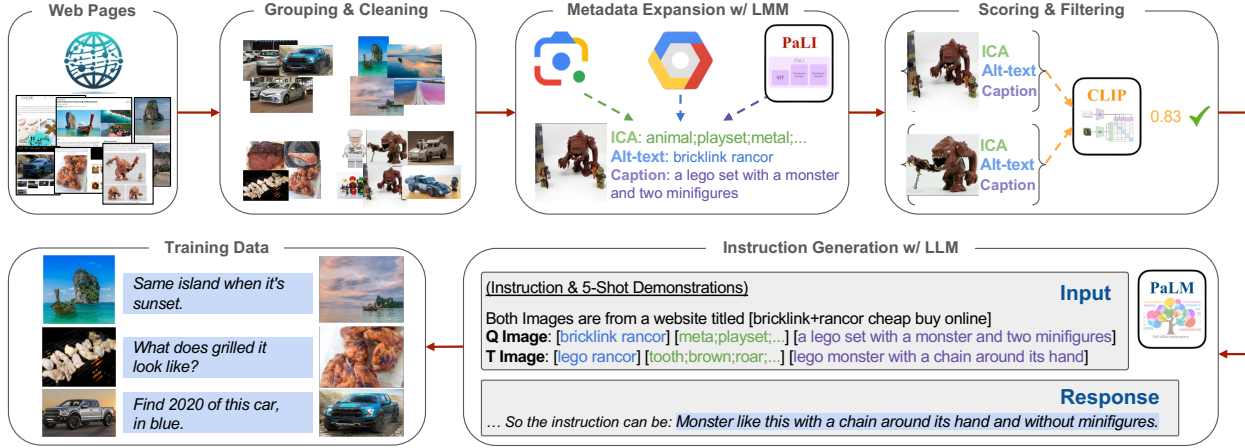 Web Pages
Grouping & Cleaning
Metadata Expansion w/ LMM
Scoring & Filtering
PaLI
PaLI
ViT
ICA: animal;playset;metal;...
Alt-text: bricklink rancor
Caption: a lego set with a monster
and two minifigures
ICA
Alt-text
Caption
CLIP
0.83
ICA
Alt-text
Caption
Training Data
Same island when it's
sunset.
What does grilled it
look like?
Find 2020 of this car,
in blue.
Instruction Generation w/ LLM
(Instruction & 5-Shot Demonstrations)
Input
Both Images are from a website titled [bricklink+rancor cheap buy online]
Q Image: [bricklink rancor] [meta;playset;...] [a lego set with a monster and two minifigures]
T Image: [lego rancor] [tooth;brown;roar;...] [lego monster with a chain around its hand]
PaLM
Response
... So the instruction can be: Monster like this with a chain around its hand and without minifigures.